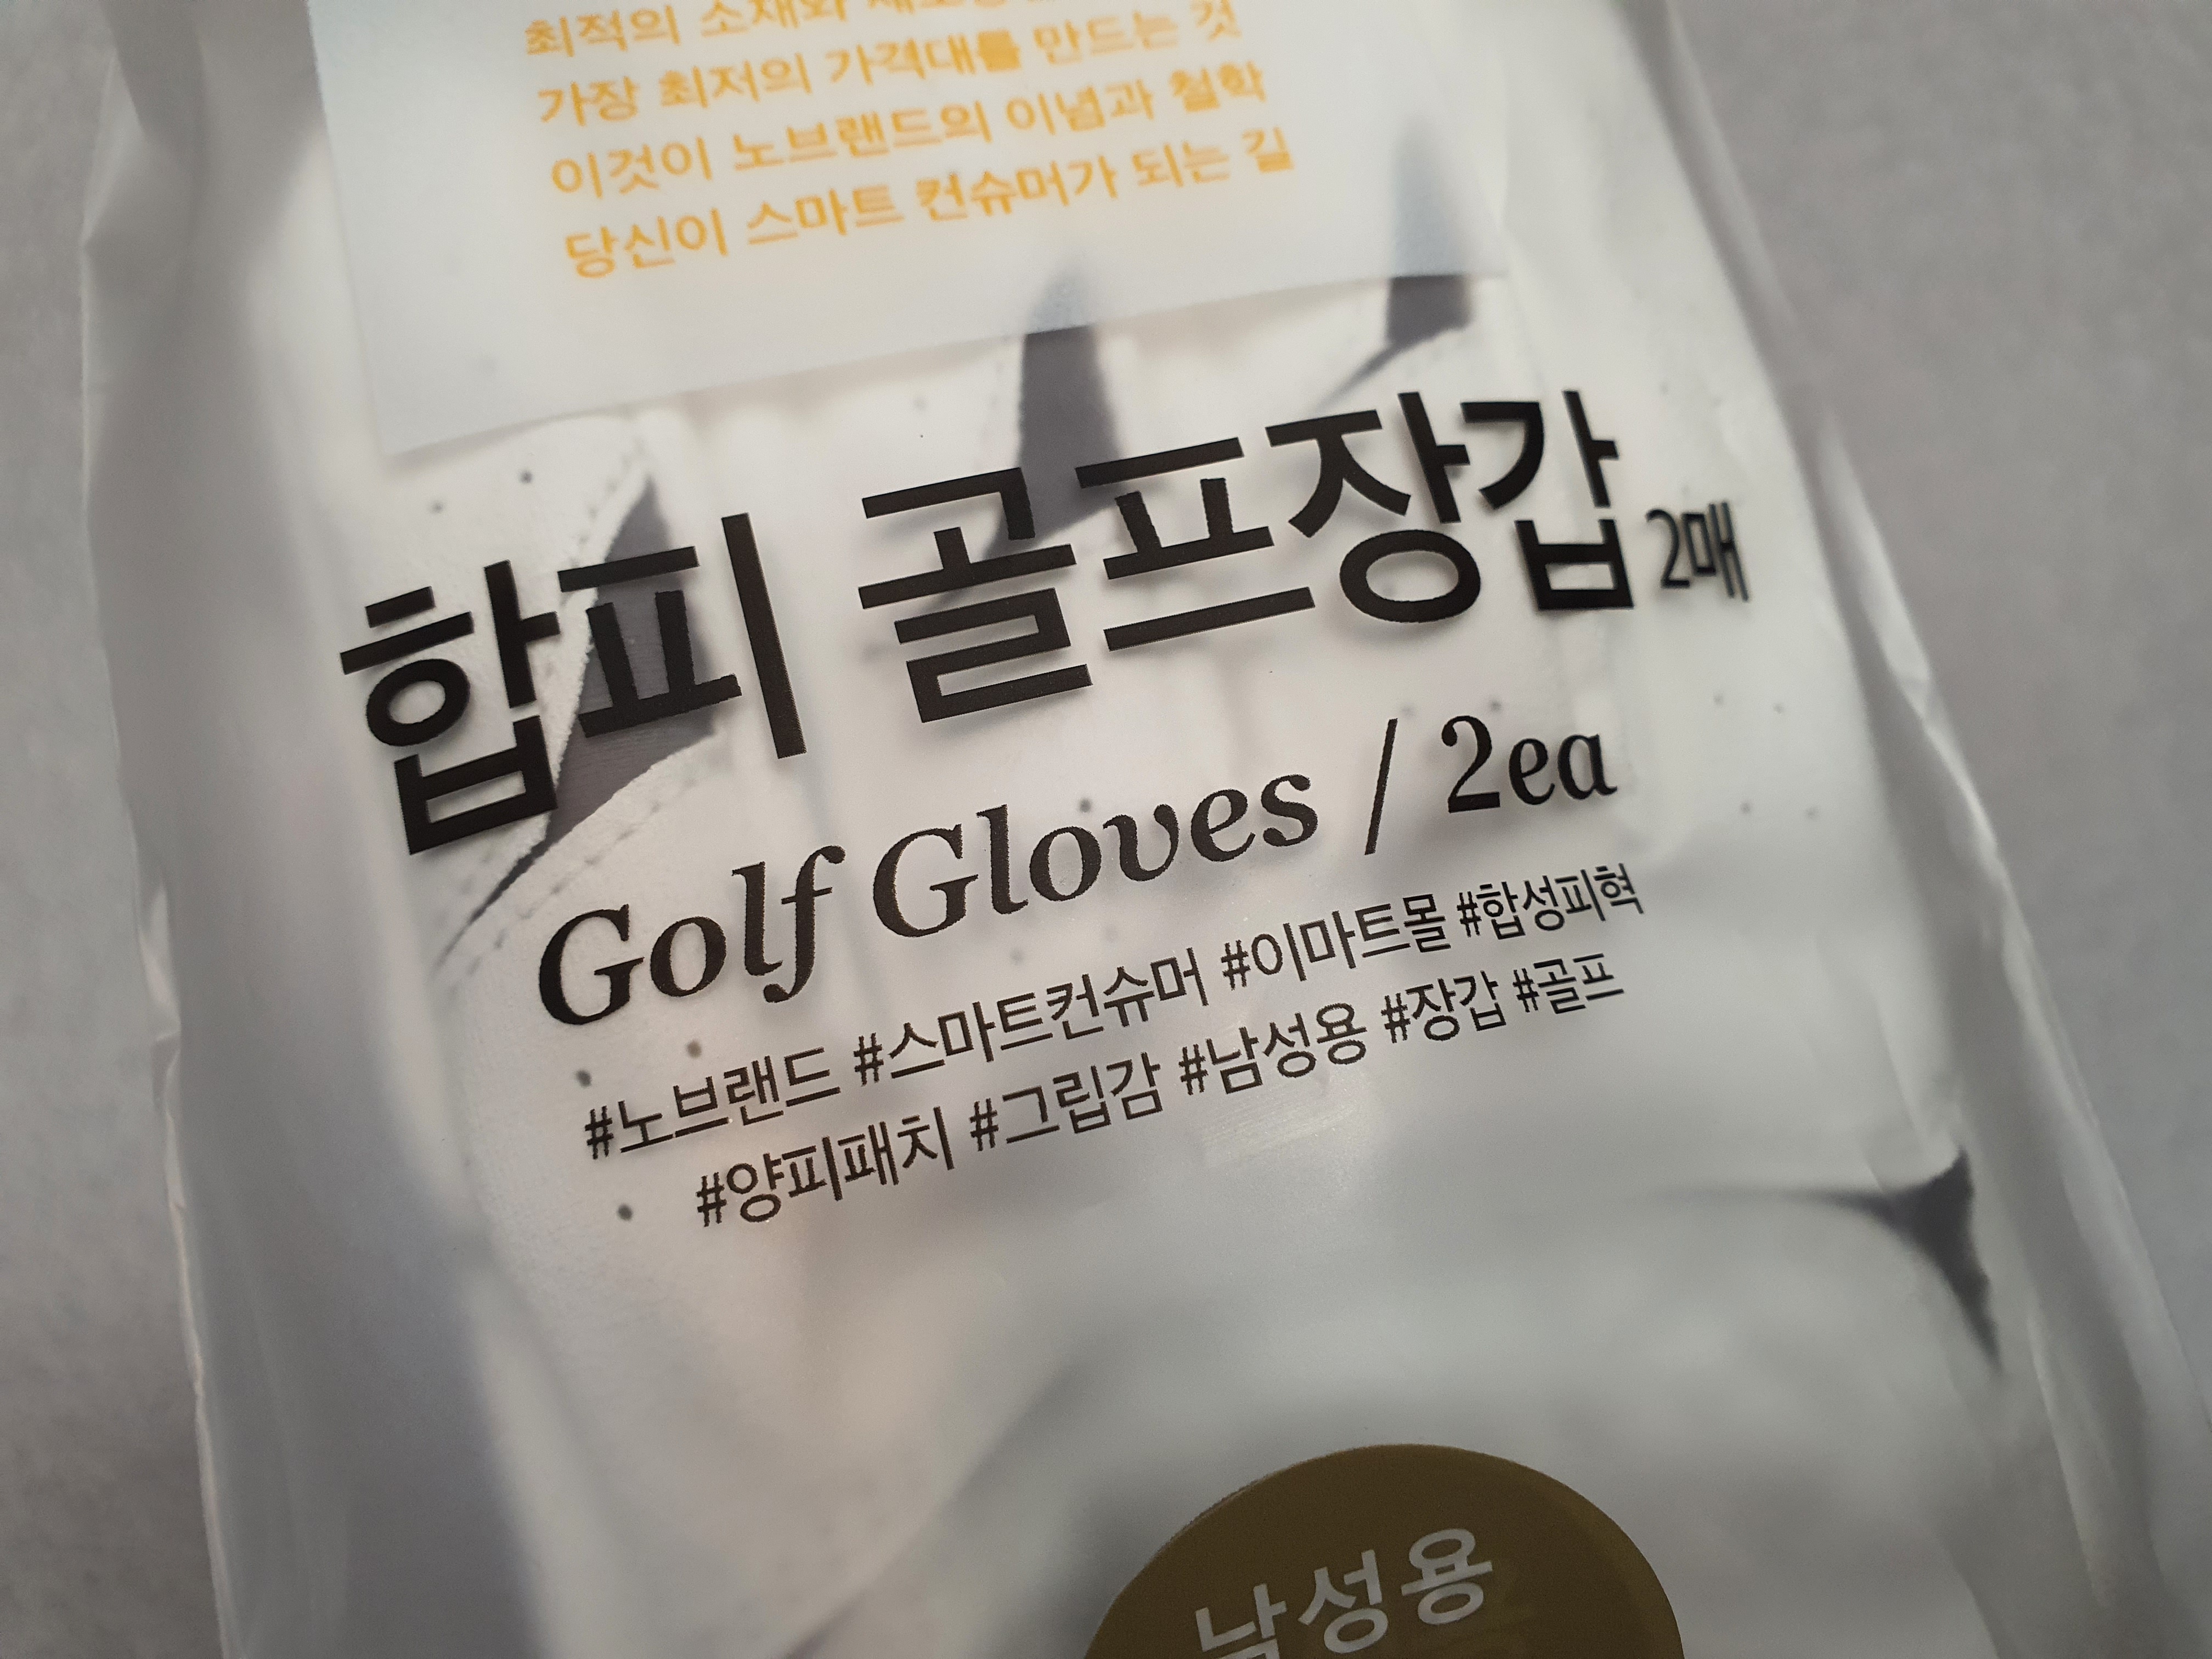 최적의 소재와
가장 최저의 가격대를 만드는 것
이것이 노브랜드의 이념과 철학
당신이 스마트 컨슈머가 되는 길
합피 골프장갑 2매
Golf Gloves / 2ea
#노브랜드 #스마트컨슈머 #이마트몰 #합성피혁
#양피패치 #그립감 #남성용 #장갑 #골프
남성용